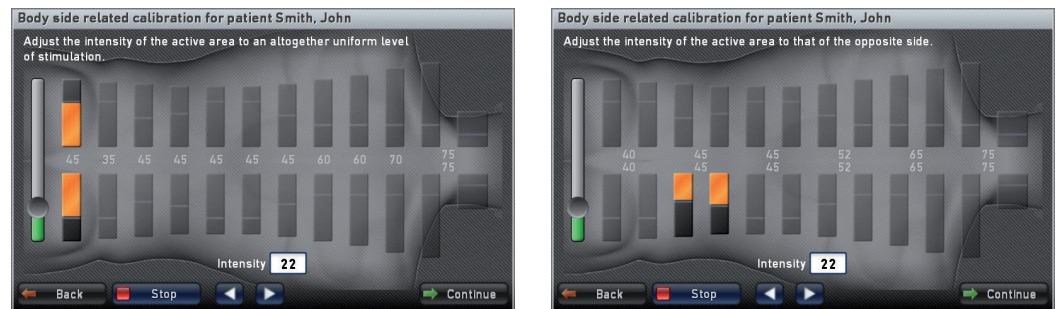 Body side related calibration for patient Smith, John
Adjust the intensity of the active area to an altogether uniform level
of stimulation.
45 35 45 45 45 45 45 60 60 70 75
75
Intensity 22
Back Stop Continue
Body side related calibration for patient Smith, John
Adjust the intensity of the active area to that of the opposite side.
40 45 45 52 65 75
40 45 45 52 65 75
Intensity 22
Back Stop Continue